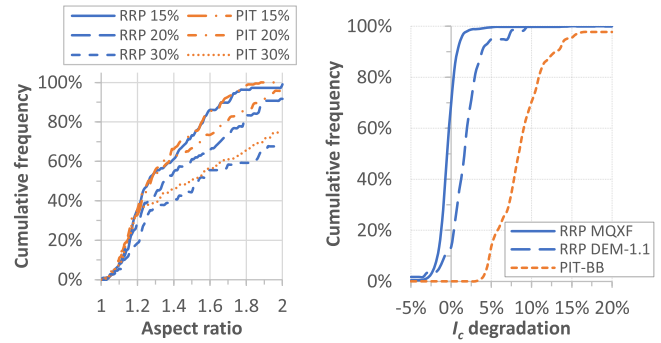 RRP 15% PIT 15%
RRP 20% PIT 20%
RRP 30% PIT 30%
Cumulative frequency
100%
80%
60%
40%
20%
0%
1 1.2 1.4 1.6 1.8 2
Aspect ratio
Cumulative frequency
100%
80%
60%
40%
20%
0%
RRP MQXF
RRP DEM-1.1
PIT-BB
-5% 0% 5% 10% 15% 20%
Ic degradation